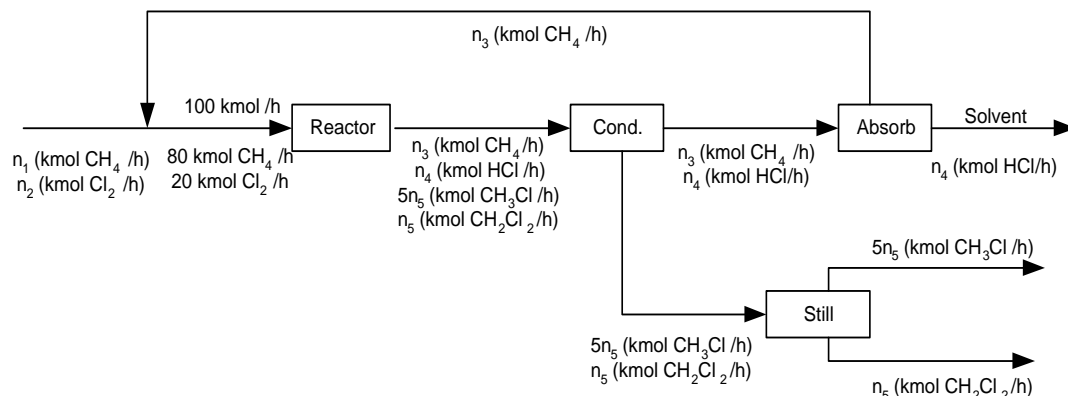 n₃ (kmol CH₄ /h)
100 kmol /h
Reactor
Cond.
Absorb
Solvent
n₁ (kmol CH₄ /h)
n₂ (kmol Cl₂ /h)
80 kmol CH₄ /h
20 kmol Cl₂ /h
n₃ (kmol CH₄/h)
n₄ (kmol HCl/h)
5n₅ (kmol CH₃Cl /h)
n₅ (kmol CH₂Cl₂ /h)
n₃ (kmol CH₄ /h)
n₄ (kmol HCl/h)
n₄ (kmol HCl/h)
5n₅ (kmol CH₃Cl /h)
Still
5n₅ (kmol CH₃Cl /h)
n₅ (kmol CH₂Cl₂ /h)
n₅ (kmol CH₂Cl₂/h)